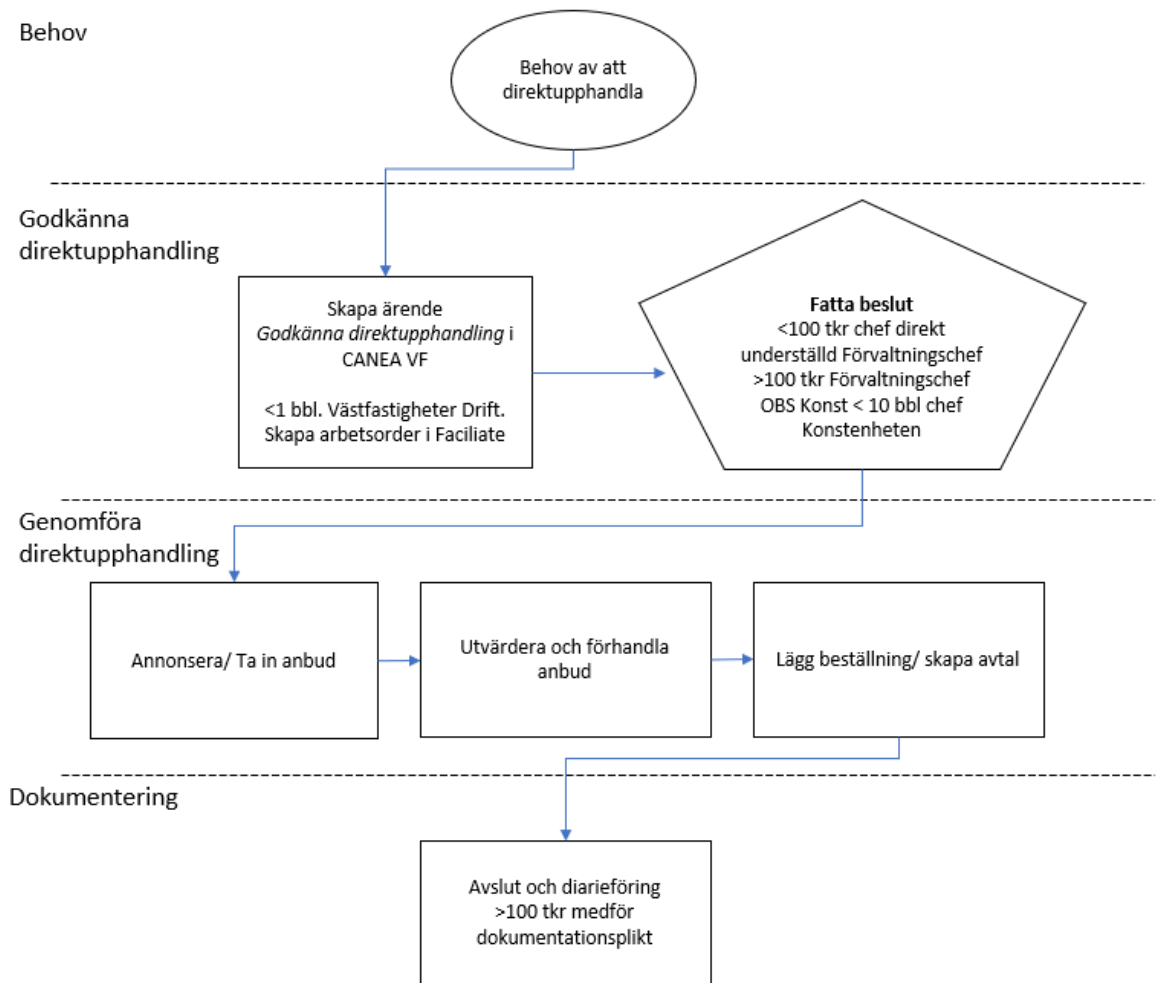 Behov
Behov av att
direktupphandla
Godkänna
direktupphandling
Skapa ärende
Godkänna direktupphandling i
CANEA VF
<1 bbl. Västfastigheter Drift.
Skapa arbetsorder i Faciliate
Fatta beslut
<100 tkr chef direkt
underställd Förvaltningschef
>100 tkr Förvaltningschef
OBS Konst < 10 bbl chef
Konstenheten
Genomföra
direktupphandling
Annonsera/ Ta in anbud
Utvärdera och förhandla
anbud
Lägg beställning/ skapa avtal
Dokumentering
Avslut och diarieföring
>100 tkr medför
dokumentationsplikt